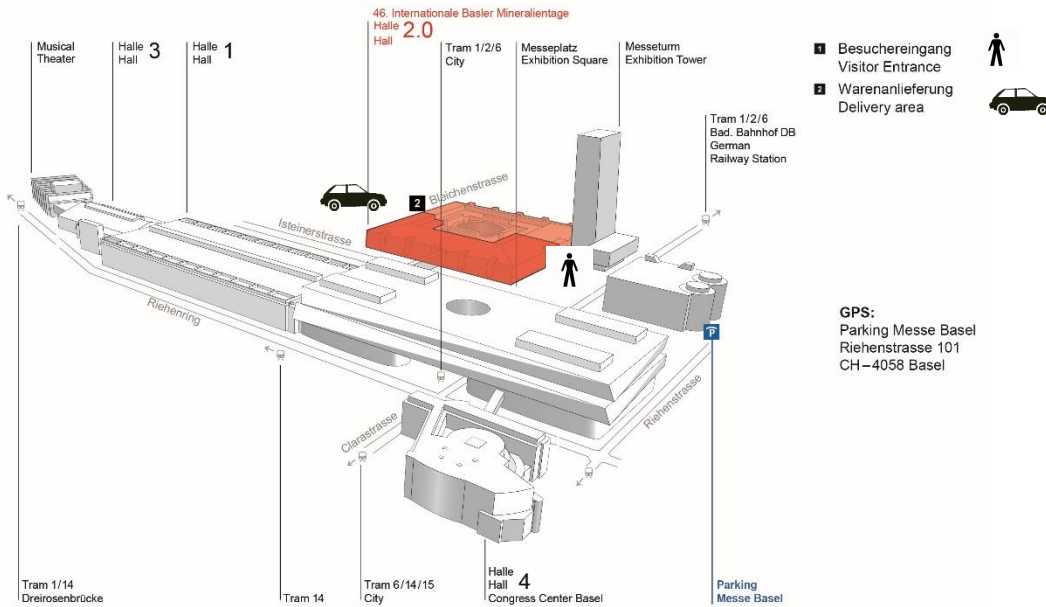 46. Internationale Basler Mineralientage
Halle
Hall 2.0
Musical
Theater
Halle
Hall 3
Halle
Hall 1
Tram 1/2/6
City
Messeplatz
Exhibition Square
Messeturm
Exhibition Tower
1 Besuchereingang
Visitor Entrance
2 Warenanlieferung
Delivery area
Tram 1/2/6
Bad. Bahnhof DB
German
Railway Station
2
Bleichenstrasse
Isteinerstrasse
Riehenring
P
GPS:
Parking Messe Basel
Riehenstrasse 101
CH–4058 Basel
Riehenstrasse
Clarastrasse
Tram 1/14
Dreirosenbrücke
Tram 14
Tram 6/14/15
City
Halle
Hall 4
Congress Center Basel
Parking
Messe Basel